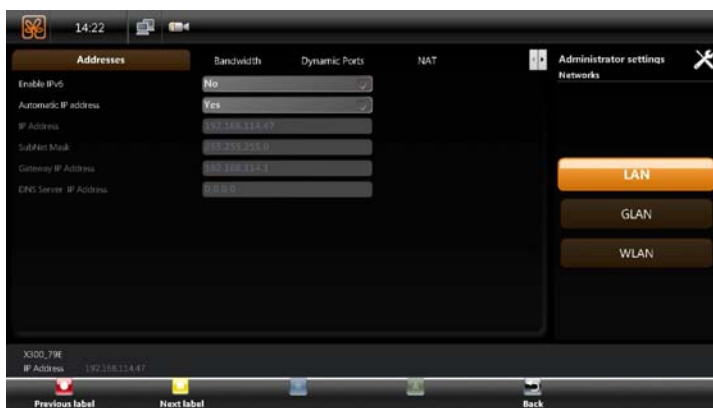 14:22
Addresses Bandwidth Dynamic Ports NAT
Administrator settings
Networks
Enable IPv6 No
Automatic IP address Yes
IP Address 192.168.114.47
SubNet Mask 255.255.255.0
Gateway IP Address 192.168.114.1
DNS Server IP Address 0.0.0.0
LAN
GLAN
WLAN
X300_79E
IP Address 192.168.114.47
Previous label Next label Back